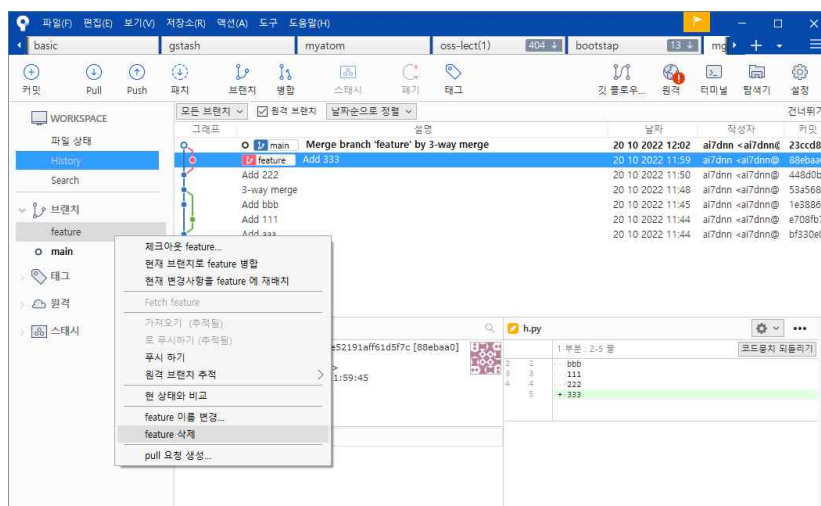 파일(F) 편집(E) 보기(V) 저장소(R) 액션(A) 도구 도움말(H)
basic gstash myatom oss-lect(1) 404 ↓ bootstap 13 ↓ mg
커밋 Pull Push 패치 브랜치 병합 스태시 폐기 태그 깃 플로우... 원격 터미널 탐색기 설정
WORKSPACE
파일 상태
History
Search
브랜치
feature
main
태그
원격
스태시
모든 브랜치 원격 브랜치 날짜순으로 정렬 건너뛰기
그래프 설명 날짜 작성자 커밋
main Merge branch 'feature' by 3-way merge 20 10 2022 12:02 ai7dnn <ai7dnn@ 23ccd8
feature Add 333 20 10 2022 11:59 ai7dnn <ai7dnn@ 88ebaa
Add 222 20 10 2022 11:50 ai7dnn <ai7dnn@ 448d0b
3-way merge 20 10 2022 11:48 ai7dnn <ai7dnn@ 53a568
Add bbb 20 10 2022 11:45 ai7dnn <ai7dnn@ 1e3886
Add 111 20 10 2022 11:44 ai7dnn <ai7dnn@ e708fb
Add aaa 20 10 2022 11:44 ai7dnn <ai7dnn@ bf330e
체크아웃 feature...
현재 브랜치로 feature 병합
현재 변경사항을 feature 에 재배치
Fetch feature
가져오기 (추적됨)
로 푸시하기 (추적됨)
푸시 하기
원격 브랜치 추적
현 상태와 비교
feature 이름 변경...
feature 삭제
pull 요청 생성...
e52191aff61d5f7c [88ebaa0]
>
1:59:45
h.py
1 부분 : 2-5 줄 코드뭉치 되돌리기
2 2 bbb
3 3 111
4 4 222
5 + 333